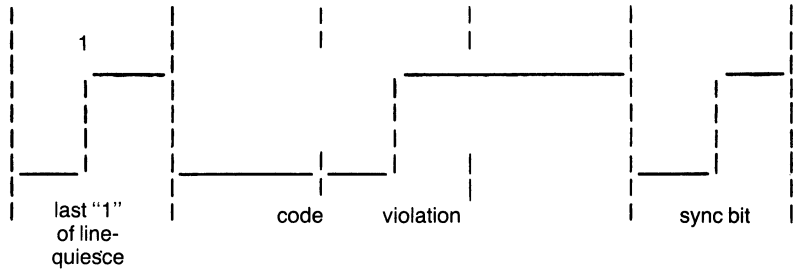 1
last “1”
of line-
quiesce
code violation
sync bit